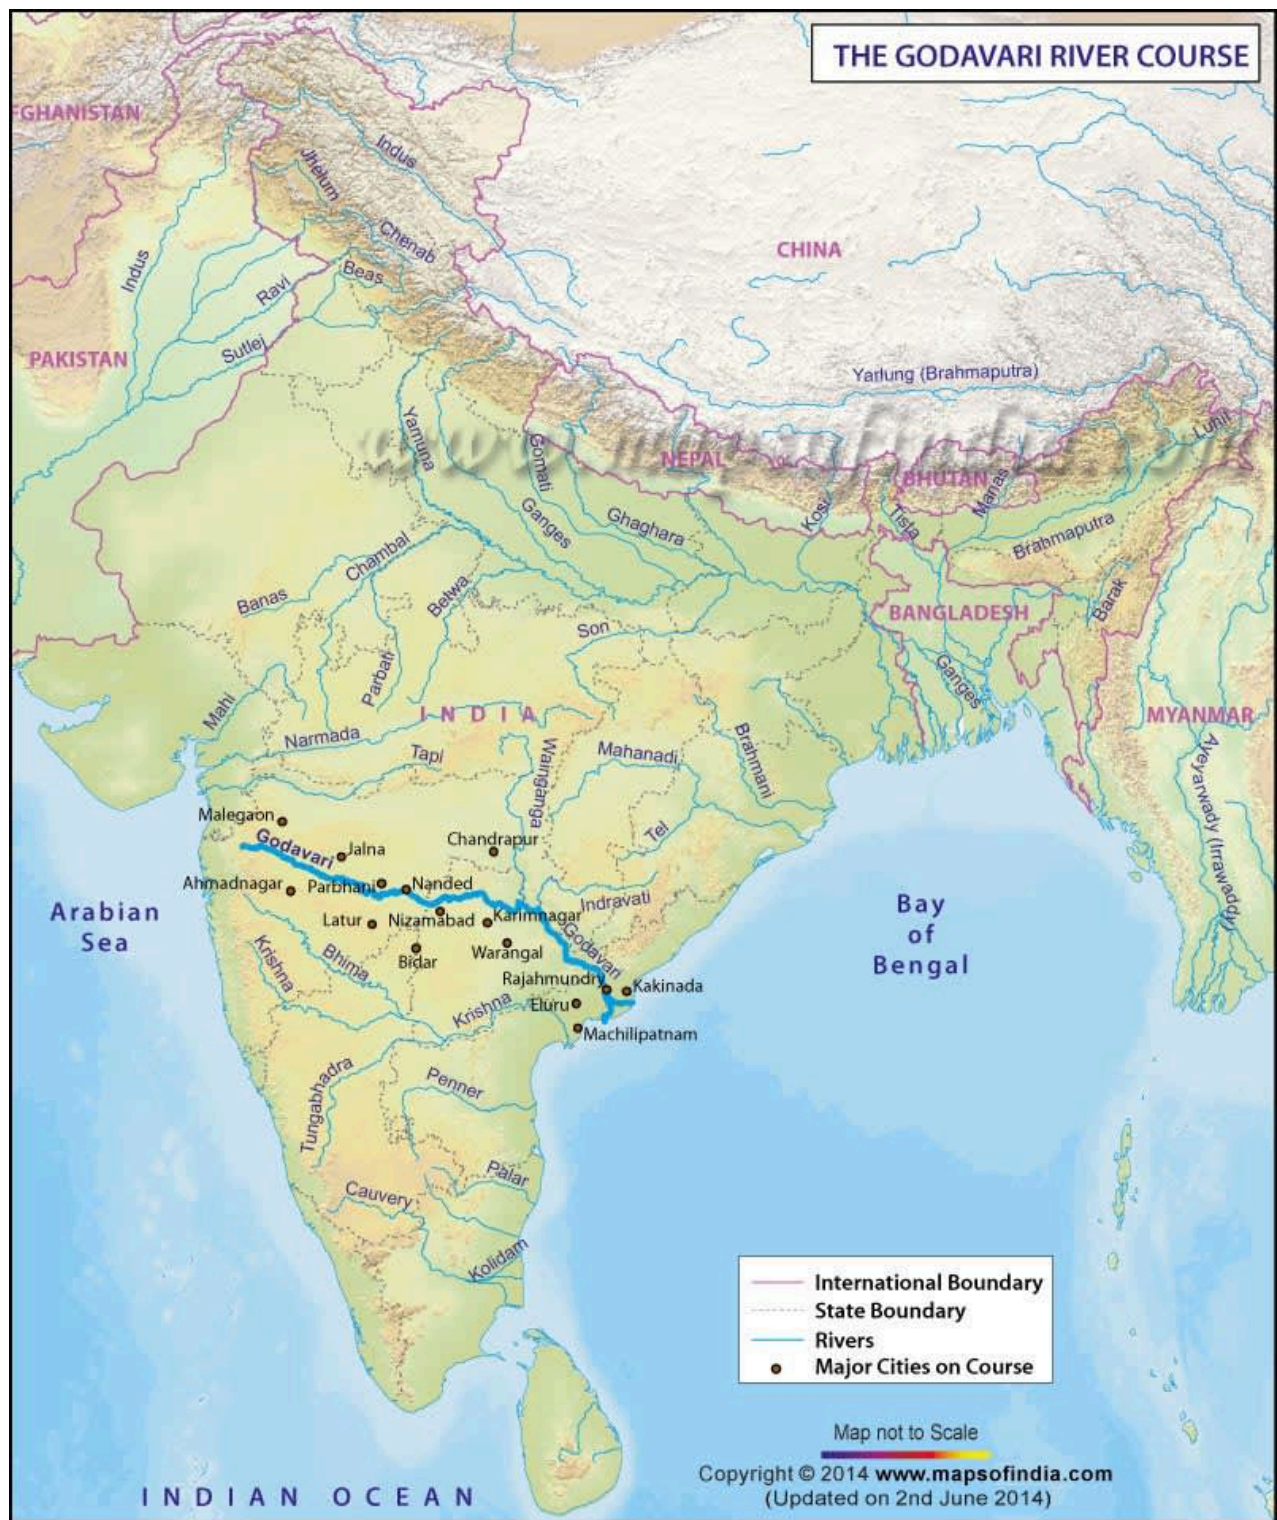 THE GODAVARI RIVER COURSE
FGHANISTAN
Indus
Jhelum
Chenab
CHINA
Indus
Beas
Ravi
PAKISTAN
Sutlej
Yarlung (Brahmaputra)
Yamuna
Luhit
www.mapsofindia.com
Gomati
NEPAL
BHUTAN
Manas
Ganges
Ghaghara
Kosi
Tista
Brahmaputra
Chambal
Banas
Betwa
BANGLADESH
Barak
Son
Parbati
Ganges
Mahi
INDIA
MYANMAR
Narmada
Tapi
Wainganga
Mahanadi
Brahmani
Ayeyarwady (Irrawaddy)
Malegaon
Godavari
Jalna
Chandrapur
Tel
Ahmadnagar
Parbhani
Nanded
Indravati
Arabian
Sea
Bay
of
Bengal
Latur
Nizamabad
Karimnagar
Godavari
Krishna
Bhima
Bidar
Warangal
Rajahmundry
Kakinada
Krishna
Eluru
Machilipatnam
Tungabhadra
Penner
Palar
Cauvery
Kolidam
International Boundary
State Boundary
Rivers
Major Cities on Course
Map not to Scale
Copyright © 2014 www.mapsofindia.com
(Updated on 2nd June 2014)
INDIAN OCEAN